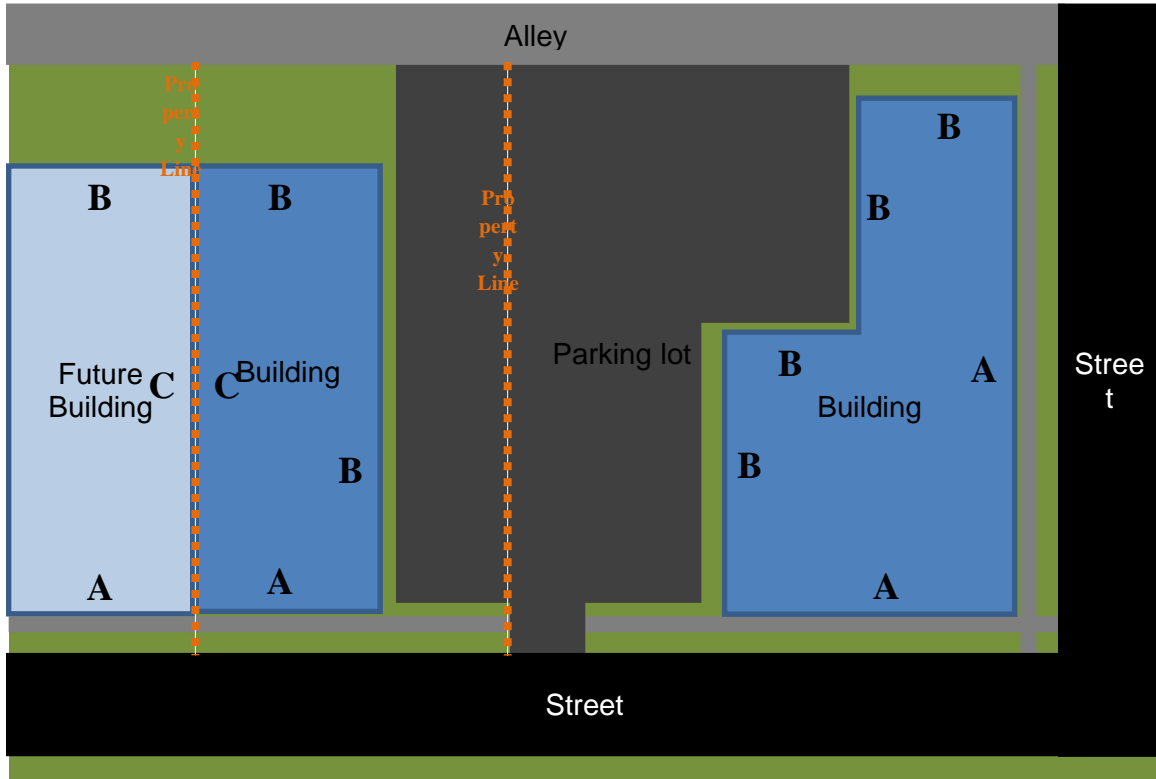 Alley
Pro
pert
y
Line
B
B
B
B
Pro
pert
y
Line
Future
Building
C
C
Building
Parking lot
B
Building
A
Stree
t
B
B
A
A
A
Street